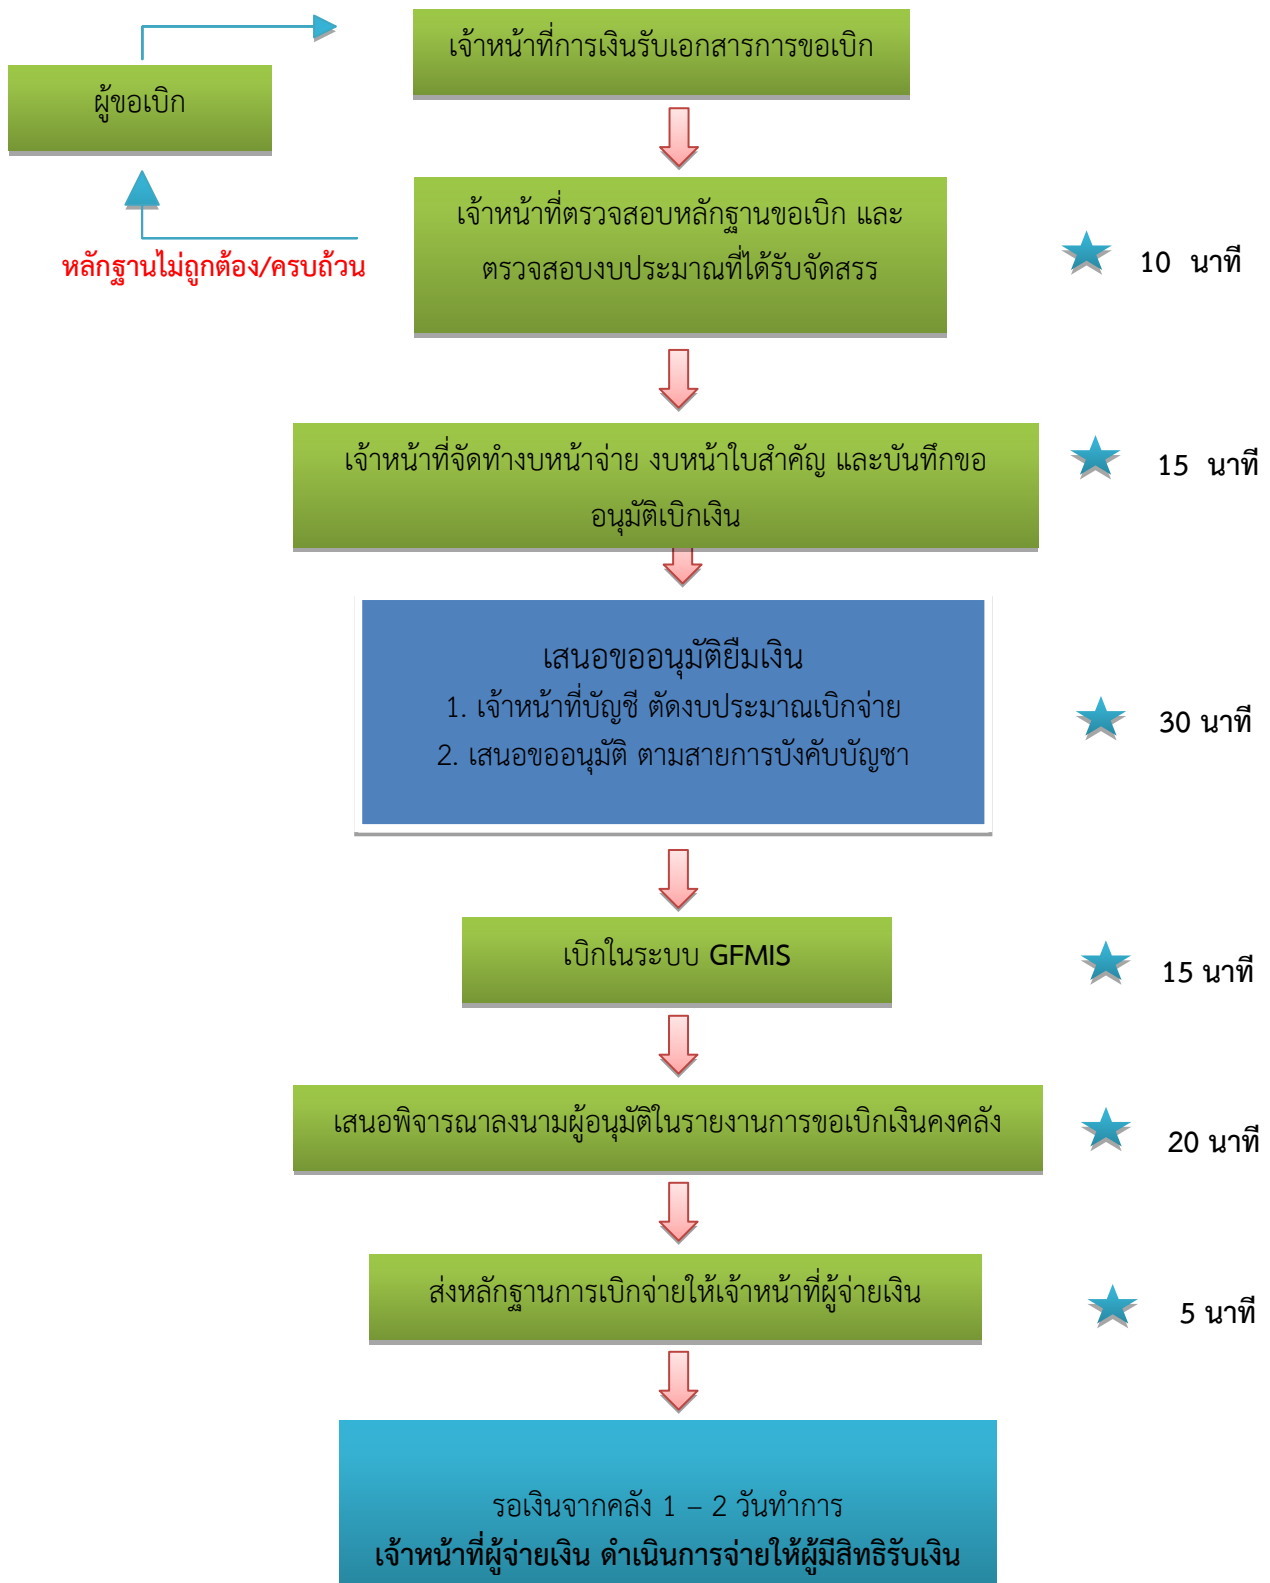 เจ้าหน้าที่การเงินรับเอกสารการขอเบิก
ผู้ขอเบิก
เจ้าหน้าที่ตรวจสอบหลักฐานขอเบิก และ
ตรวจสอบงบประมาณที่ได้รับจัดสรร
หลักฐานไม่ถูกต้อง/ครบถ้วน
10 นาที
เจ้าหน้าที่จัดทำงบหน้าจ่าย งบหน้าใบสำคัญ และบันทึกขอ
อนุมัติเบิกเงิน
15 นาที
เสนอขออนุมัติยืมเงิน
1. เจ้าหน้าที่บัญชี ตัดงบประมาณเบิกจ่าย
2. เสนอขออนุมัติ ตามสายการบังคับบัญชา
30 นาที
เบิกในระบบ GFMIS
15 นาที
เสนอพิจารณาลงนามผู้อนุมัติในรายงานการขอเบิกเงินคงคลัง
20 นาที
ส่งหลักฐานการเบิกจ่ายให้เจ้าหน้าที่ผู้จ่ายเงิน
5 นาที
รอเงินจากคลัง 1 – 2 วันทำการ
เจ้าหน้าที่ผู้จ่ายเงิน ดำเนินการจ่ายให้ผู้มีสิทธิรับเงิน